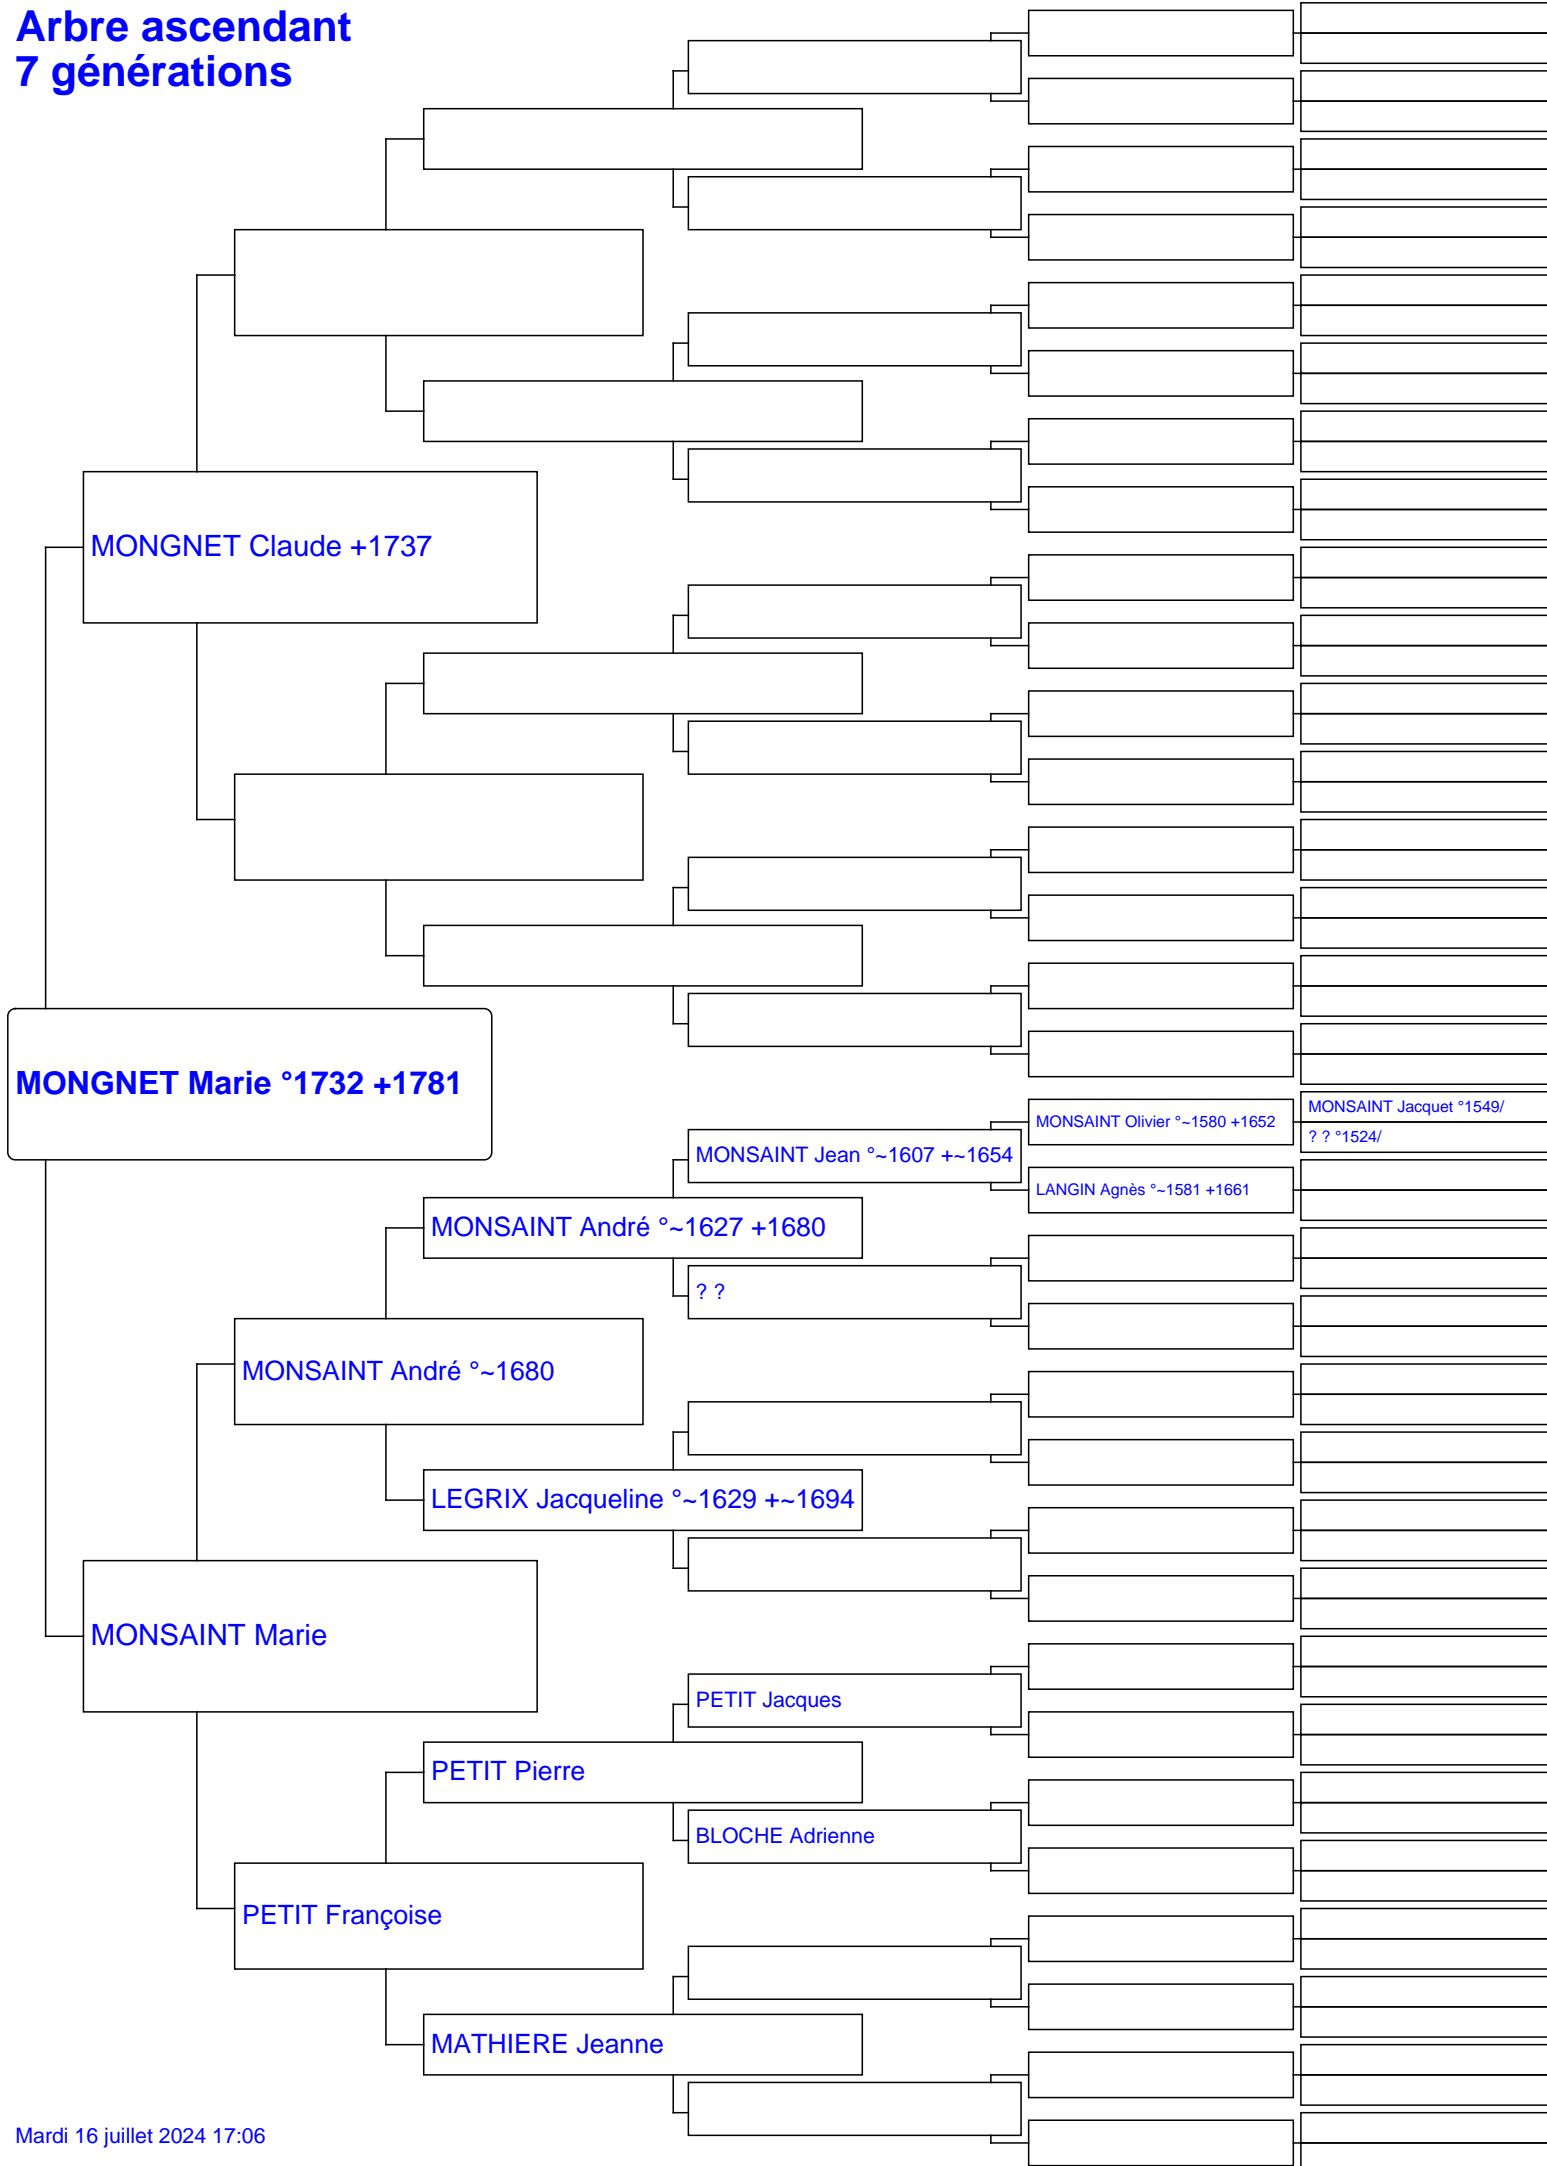 Arbre ascendant
7 générations
MONGNET Claude +1737
MONGNET Marie °1732 +1781
MONSAINT Jacquet °1549/
MONSAINT Olivier °~1580 +1652
? ? °1524/
MONSAINT Jean °~1607 +~1654
LANGIN Agnès °~1581 +1661
MONSAINT André °~1627 +1680
? ?
MONSAINT André °~1680
LEGRIX Jacqueline °~1629 +~1694
MONSAINT Marie
PETIT Jacques
PETIT Pierre
BLOCHE Adrienne
PETIT Françoise
MATHIERE Jeanne
Mardi 16 juillet 2024 17:06